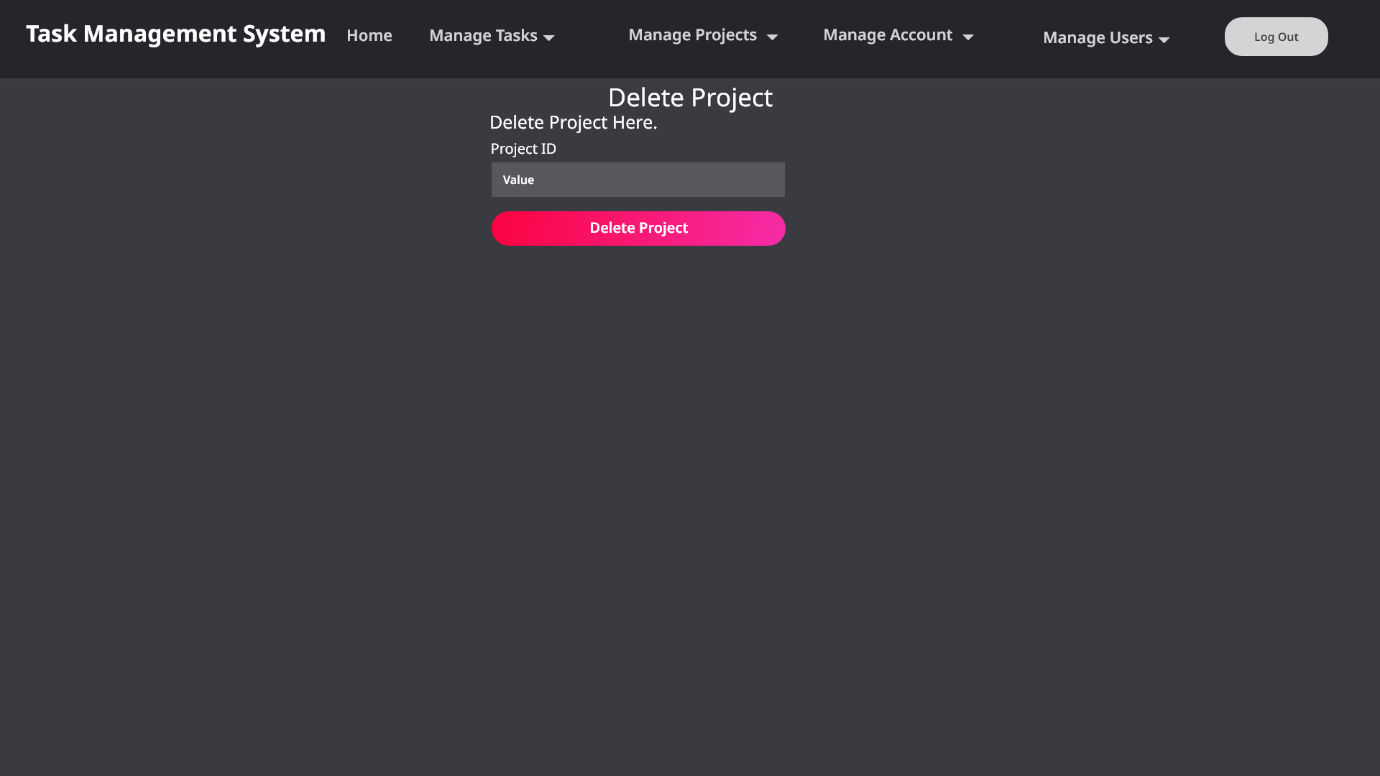 Task Management System Home Manage Tasks Manage Projects Manage Account Manage Users Log Out
Delete Project
Delete Project Here.
Project ID
Value
Delete Project